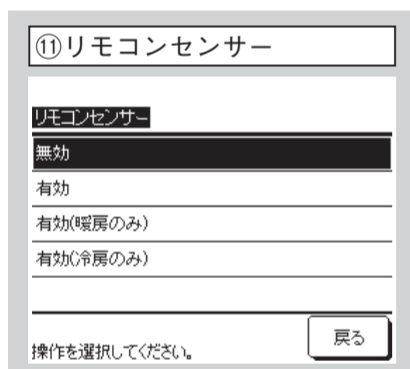 ⑪リモコンセンサー
リモコンセンサー
無効
有効
有効(暖房のみ)
有効(冷房のみ)
操作を選択してください。
戻る